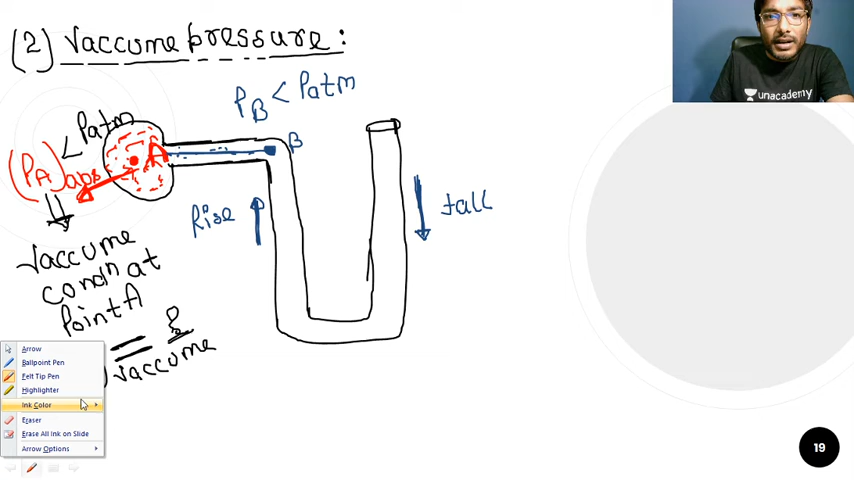 (2) Vaccume pressure :
PB < Patm
(PA)abs < Patm
A
B
Rise
fall
Vaccume
condn at
Point A
Vaccume
Arrow
Ballpoint Pen
Felt Tip Pen
Highlighter
Ink Color
Eraser
Erase All Ink on Slide
Arrow Options
unacademy
19